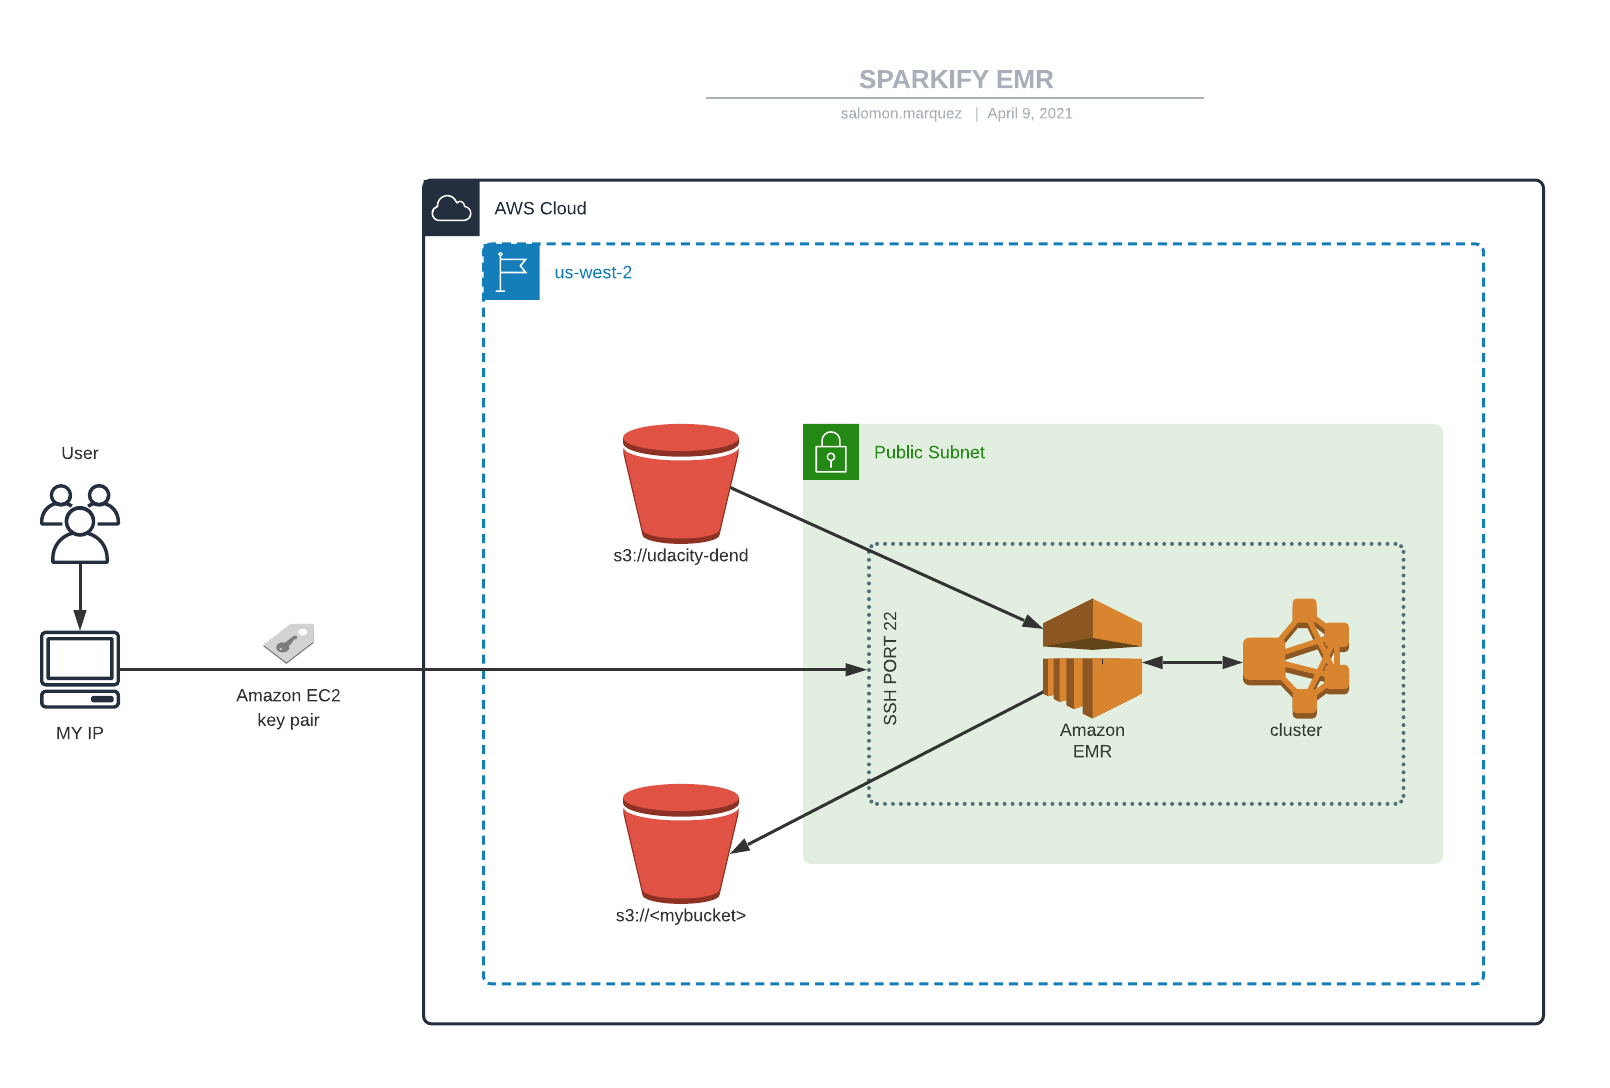 SPARKIFY EMR
salomon.marquez | April 9, 2021
AWS Cloud
us-west-2
User
Public Subnet
s3://udacity-dend
SSH PORT 22
Amazon EC2
key pair
MY IP
Amazon
EMR
cluster
s3://<mybucket>